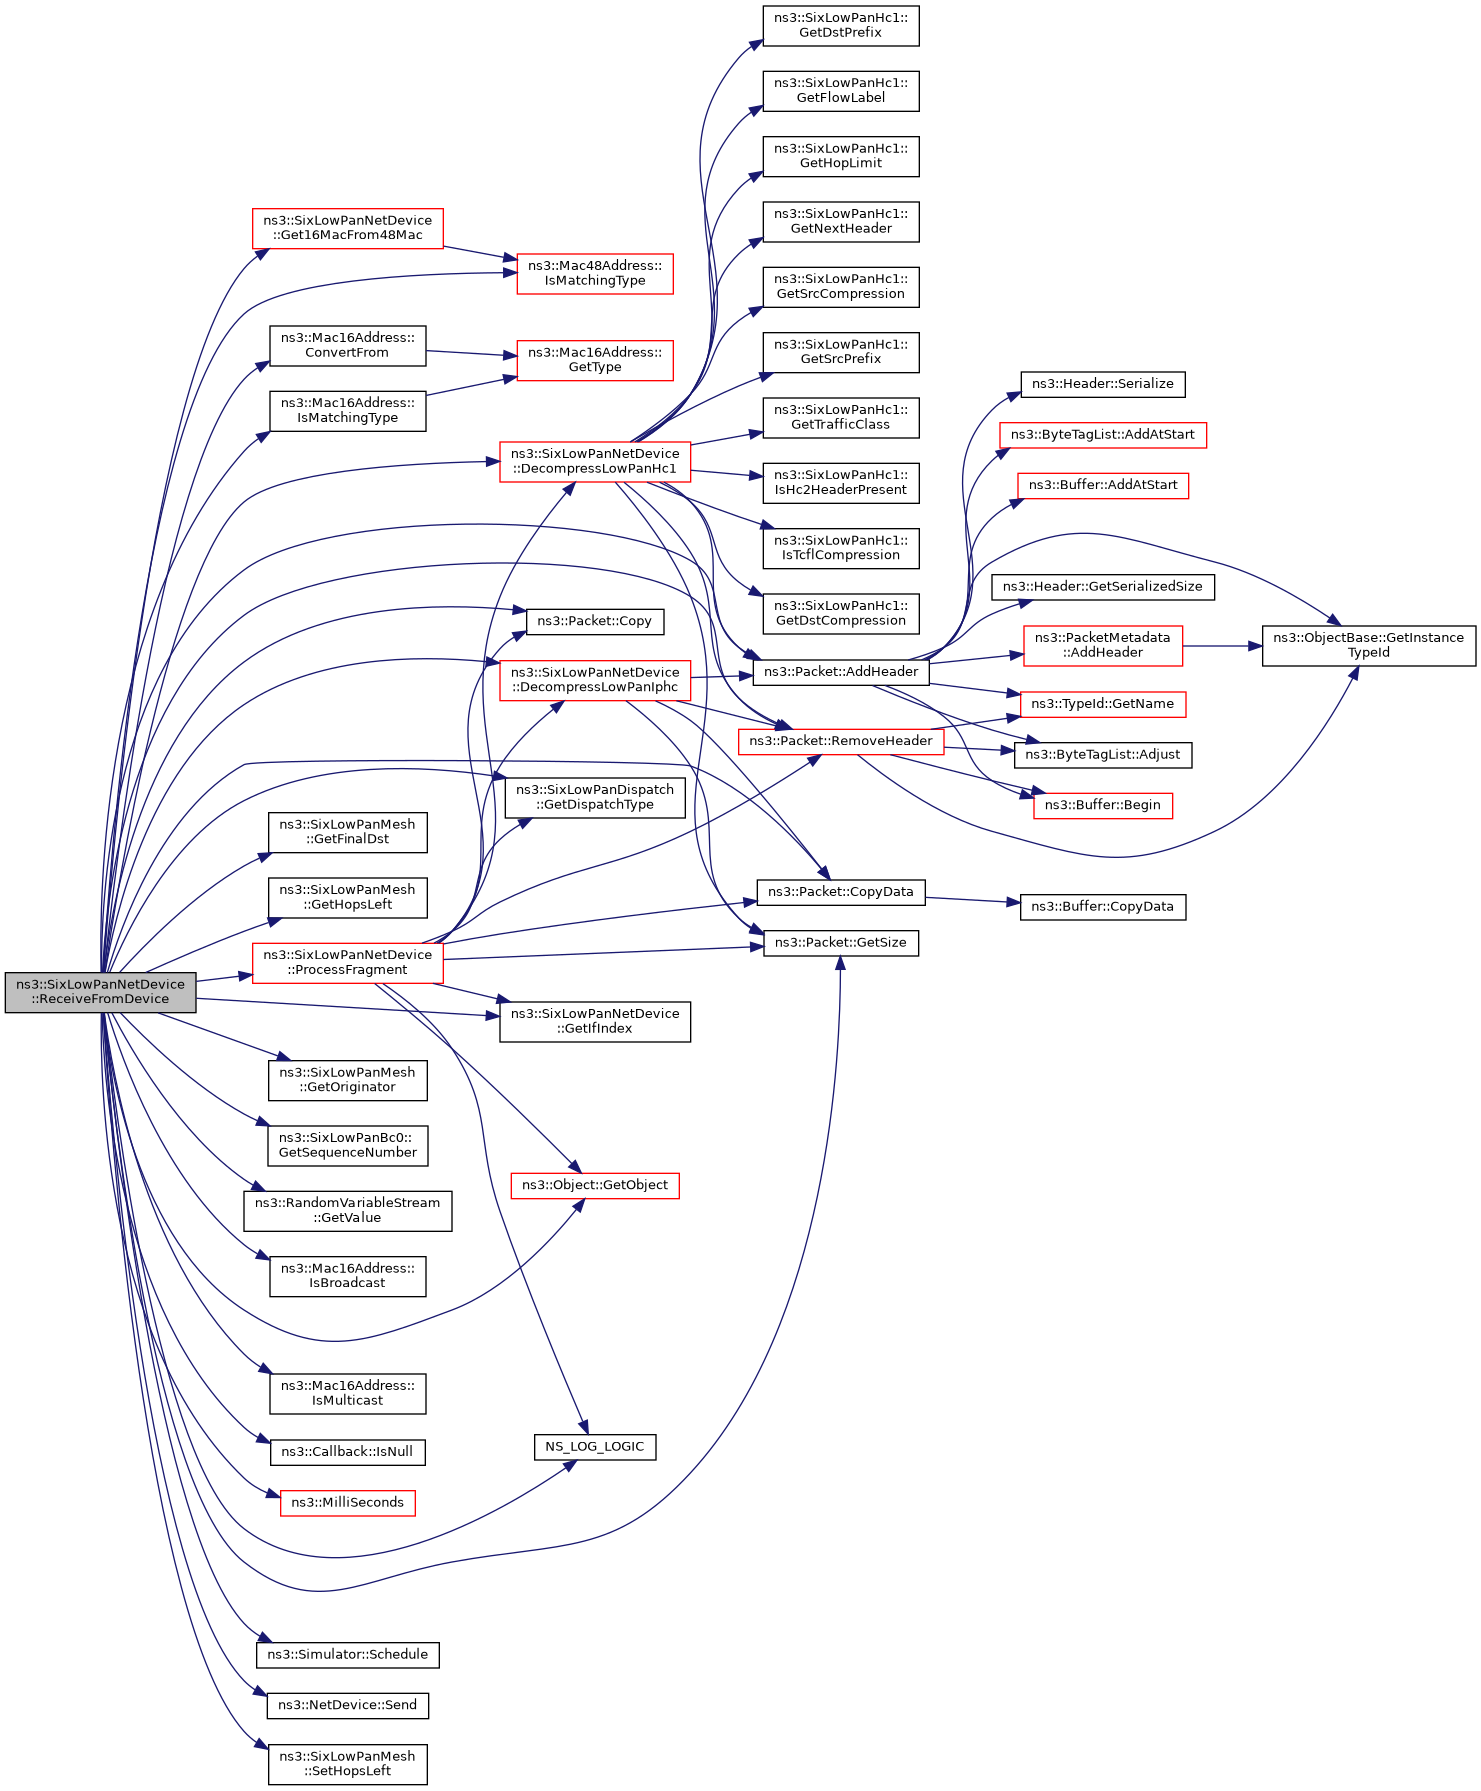 ns3::SixLowPanHc1::
GetDstPrefix
ns3::SixLowPanHc1::
GetFlowLabel
ns3::SixLowPanHc1::
GetHopLimit
ns3::SixLowPanHc1::
GetNextHeader
ns3::SixLowPanNetDevice
::Get16MacFrom48Mac
ns3::Mac48Address::
IsMatchingType
ns3::SixLowPanHc1::
GetSrcCompression
ns3::Mac16Address::
ConvertFrom
ns3::Mac16Address::
GetType
ns3::SixLowPanHc1::
GetSrcPrefix
ns3::Mac16Address::
IsMatchingType
ns3::SixLowPanHc1::
GetTrafficClass
ns3::Header::Serialize
ns3::ByteTagList::AddAtStart
ns3::SixLowPanNetDevice
::DecompressLowPanHc1
ns3::SixLowPanHc1::
IsHc2HeaderPresent
ns3::Buffer::AddAtStart
ns3::SixLowPanHc1::
IsTcflCompression
ns3::Header::GetSerializedSize
ns3::SixLowPanHc1::
GetDstCompression
ns3::Packet::Copy
ns3::PacketMetadata
::AddHeader
ns3::ObjectBase::GetInstance
TypeId
ns3::SixLowPanNetDevice
::DecompressLowPanIphc
ns3::Packet::AddHeader
ns3::TypeId::GetName
ns3::Packet::RemoveHeader
ns3::ByteTagList::Adjust
ns3::SixLowPanDispatch
::GetDispatchType
ns3::Buffer::Begin
ns3::SixLowPanMesh
::GetFinalDst
ns3::SixLowPanMesh
::GetHopsLeft
ns3::Packet::CopyData
ns3::Buffer::CopyData
ns3::SixLowPanNetDevice
::ProcessFragment
ns3::Packet::GetSize
ns3::SixLowPanNetDevice
::ReceiveFromDevice
ns3::SixLowPanNetDevice
::GetIfIndex
ns3::SixLowPanMesh
::GetOriginator
ns3::SixLowPanBc0::
GetSequenceNumber
ns3::Object::GetObject
ns3::RandomVariableStream
::GetValue
ns3::Mac16Address::
IsBroadcast
ns3::Mac16Address::
IsMulticast
NS_LOG_LOGIC
ns3::Callback::IsNull
ns3::MilliSeconds
ns3::Simulator::Schedule
ns3::NetDevice::Send
ns3::SixLowPanMesh
::SetHopsLeft